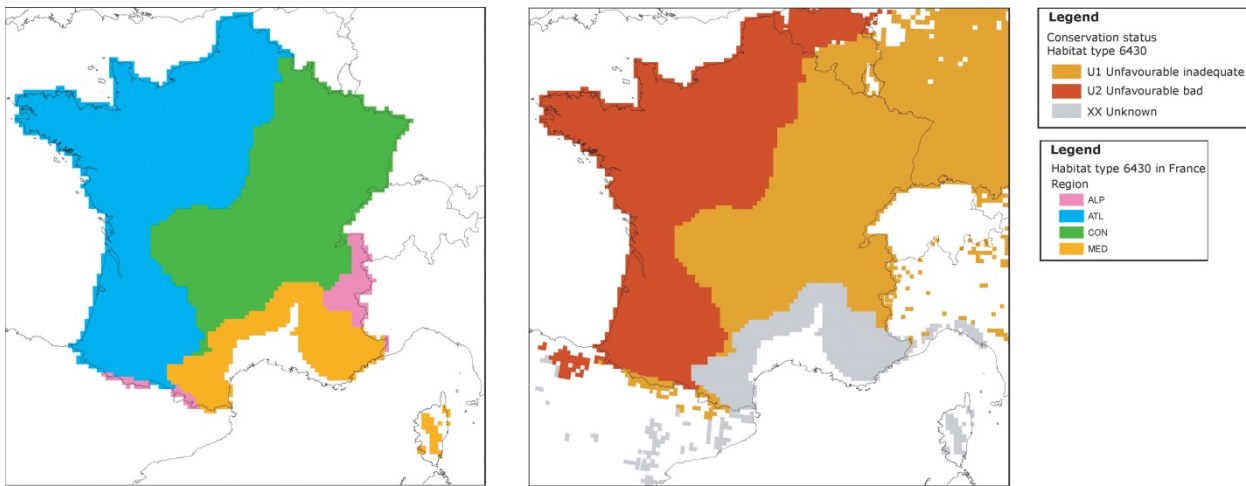 Legend
Conservation status
Habitat type 6430
U1 Unfavourable inadequate
U2 Unfavourable bad
XX Unknown
Legend
Habitat type 6430 in France
Region
ALP
ATL
CON
MED